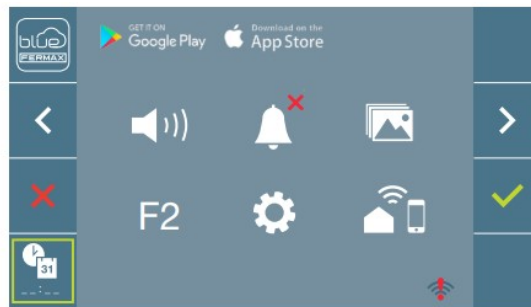 blue
FERMAX
GET IT ON
Google Play
Download on the
App Store
F2
31
--:--